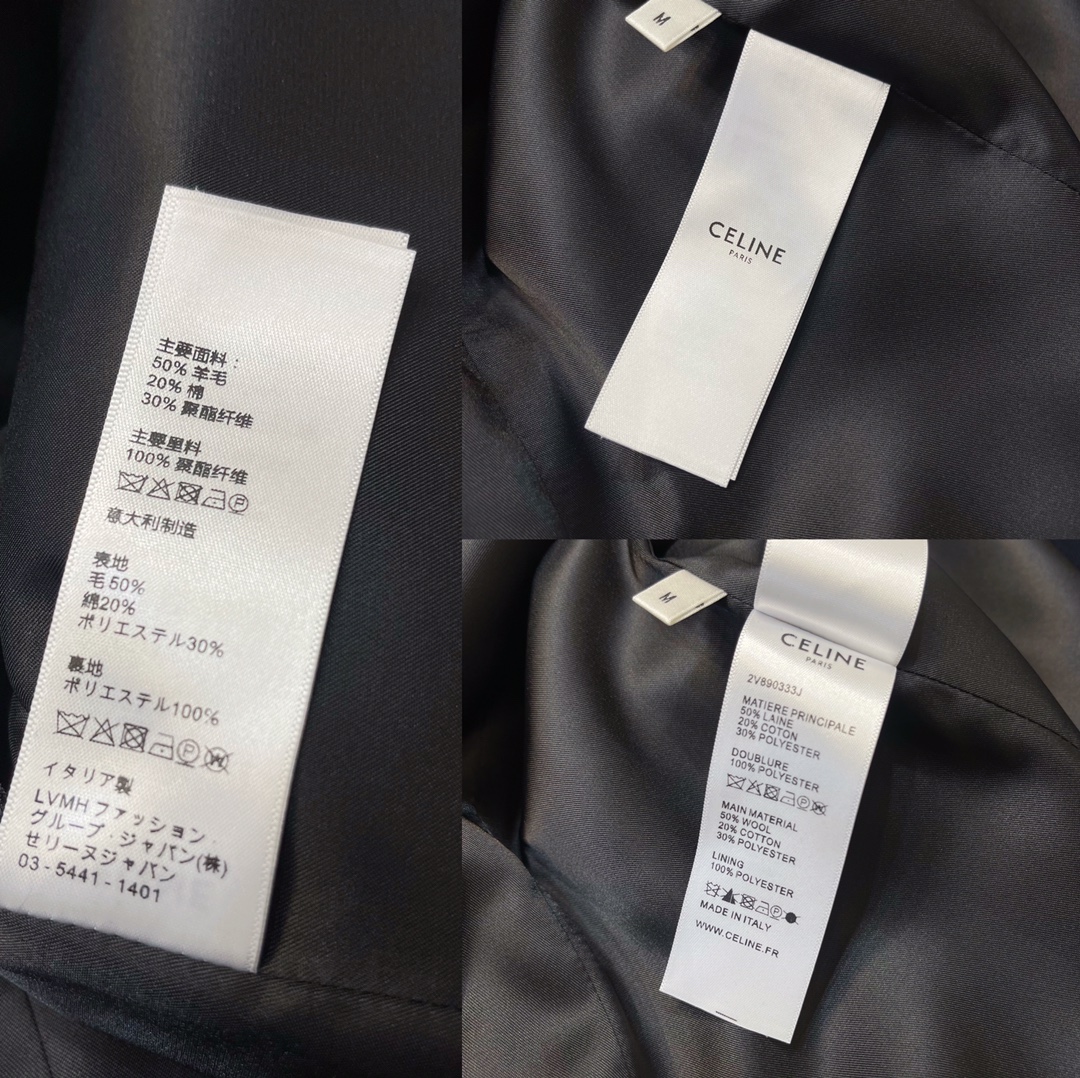 主要面料：
50% 羊毛
20% 棉
30% 聚酯纤维
主要里料
100% 聚酯纤维
P
意大利制造
表地
毛50%
綿20%
ポリエステル30%
裏地
ポリエステル100%
P W
イタリア製
LVMH ファッション
グループ・ジャパン(株)
セリーヌジャパン
03-5441-1401
M
CELINE
PARIS
M
CELINE
PARIS
2V890333J
MATIERE PRINCIPALE
50% LAINE
20% COTON
30% POLYESTER
DOUBLURE
100% POLYESTER
P W
MAIN MATERIAL
50% WOOL
20% COTTON
30% POLYESTER
LINING
100% POLYESTER
P
MADE IN ITALY
WWW.CELINE.FR